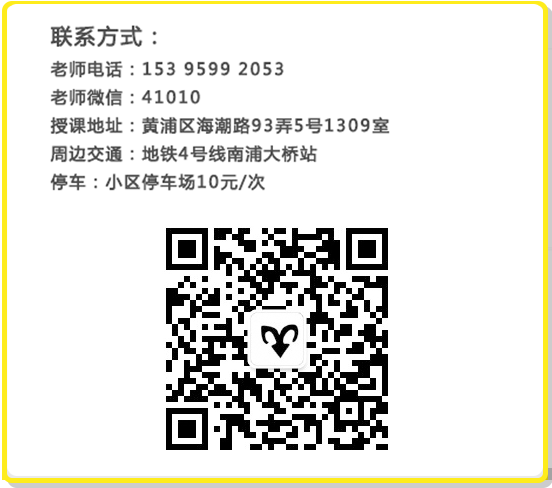 联系方式：
老师电话：153 9599 2053
老师微信：41010
授课地址：黄浦区海潮路93弄5号1309室
周边交通：地铁4号线南浦大桥站
停车：小区停车场10元/次